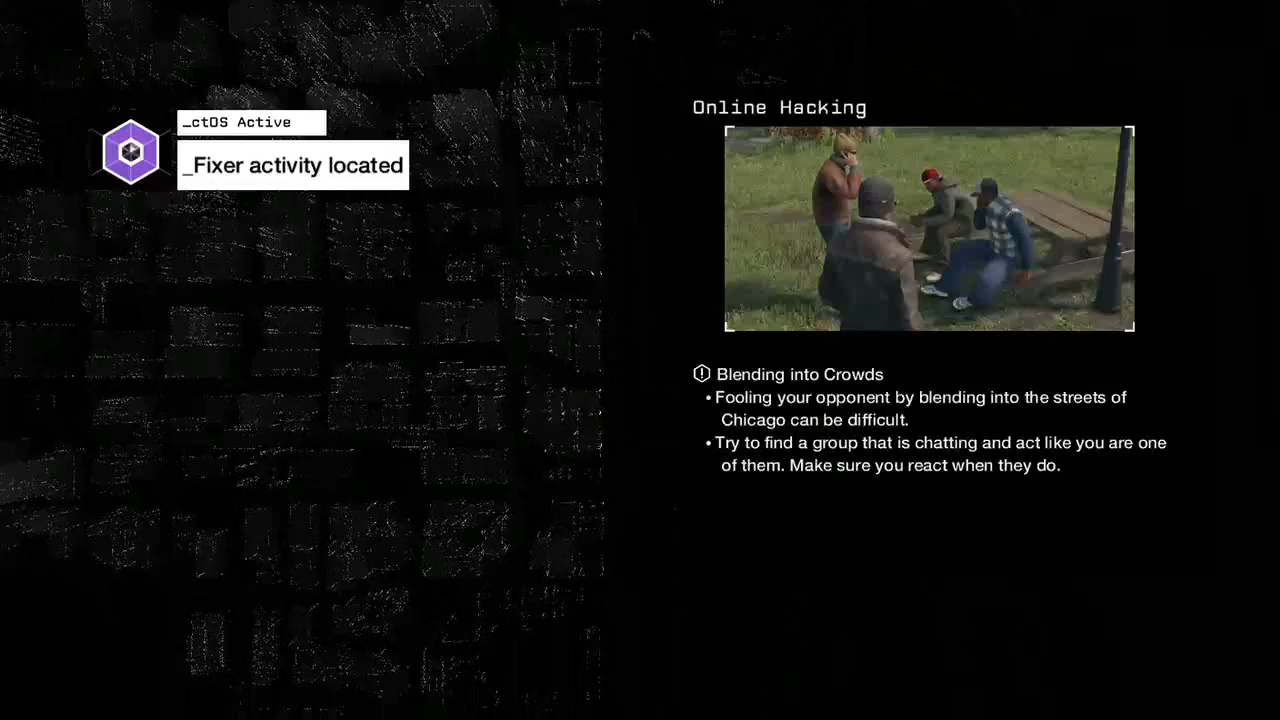 _ctOS Active
_Fixer activity located
Online Hacking
Blending into Crowds
• Fooling your opponent by blending into the streets of
Chicago can be difficult.
• Try to find a group that is chatting and act like you are one
of them. Make sure you react when they do.